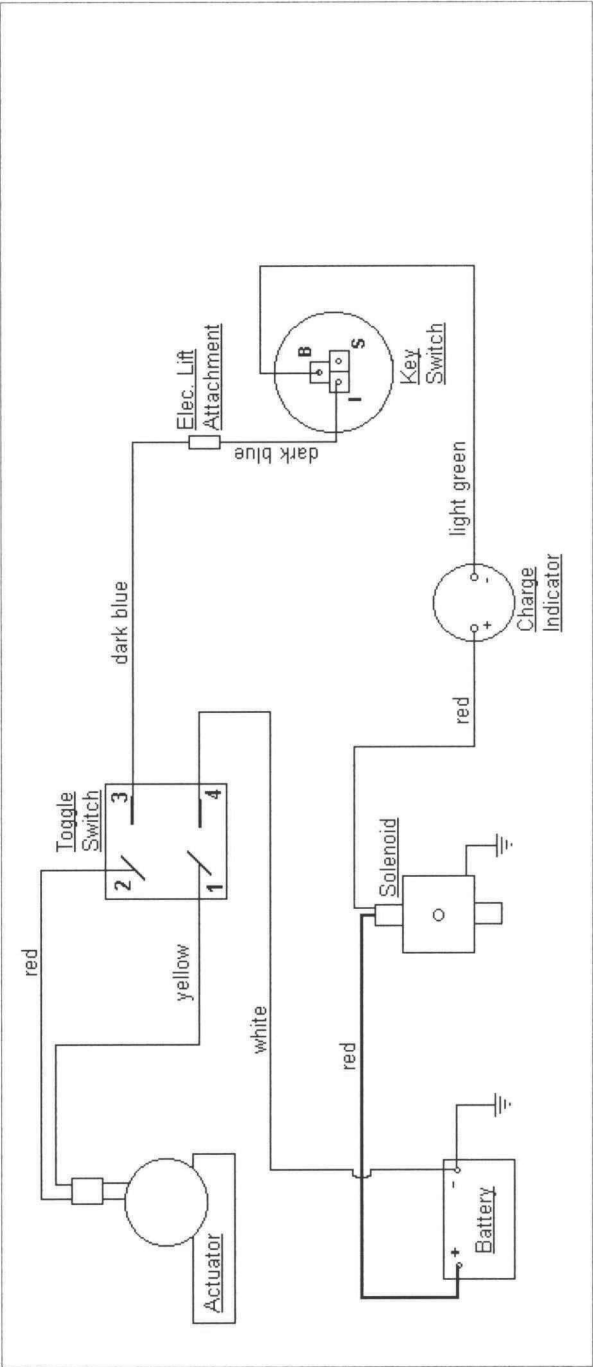 red
Toggle
Switch
2
3
1
4
yellow
Actuator
dark blue
Elec. Lift
Attachment
dark blue
B
S
I
Key
Switch
white
red
Solenoid
red
+
-
Charge
Indicator
light green
+
-
Battery